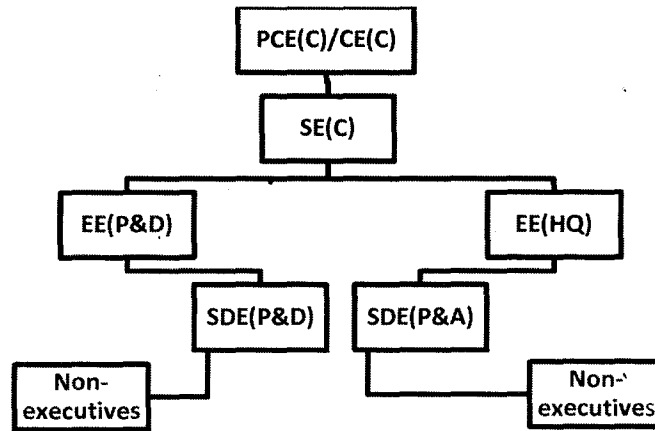 PCE(C)/CE(C)
SE(C)
EE(P&D)
EE(HQ)
SDE(P&D)
SDE(P&A)
Non-
executives
Non-
executives